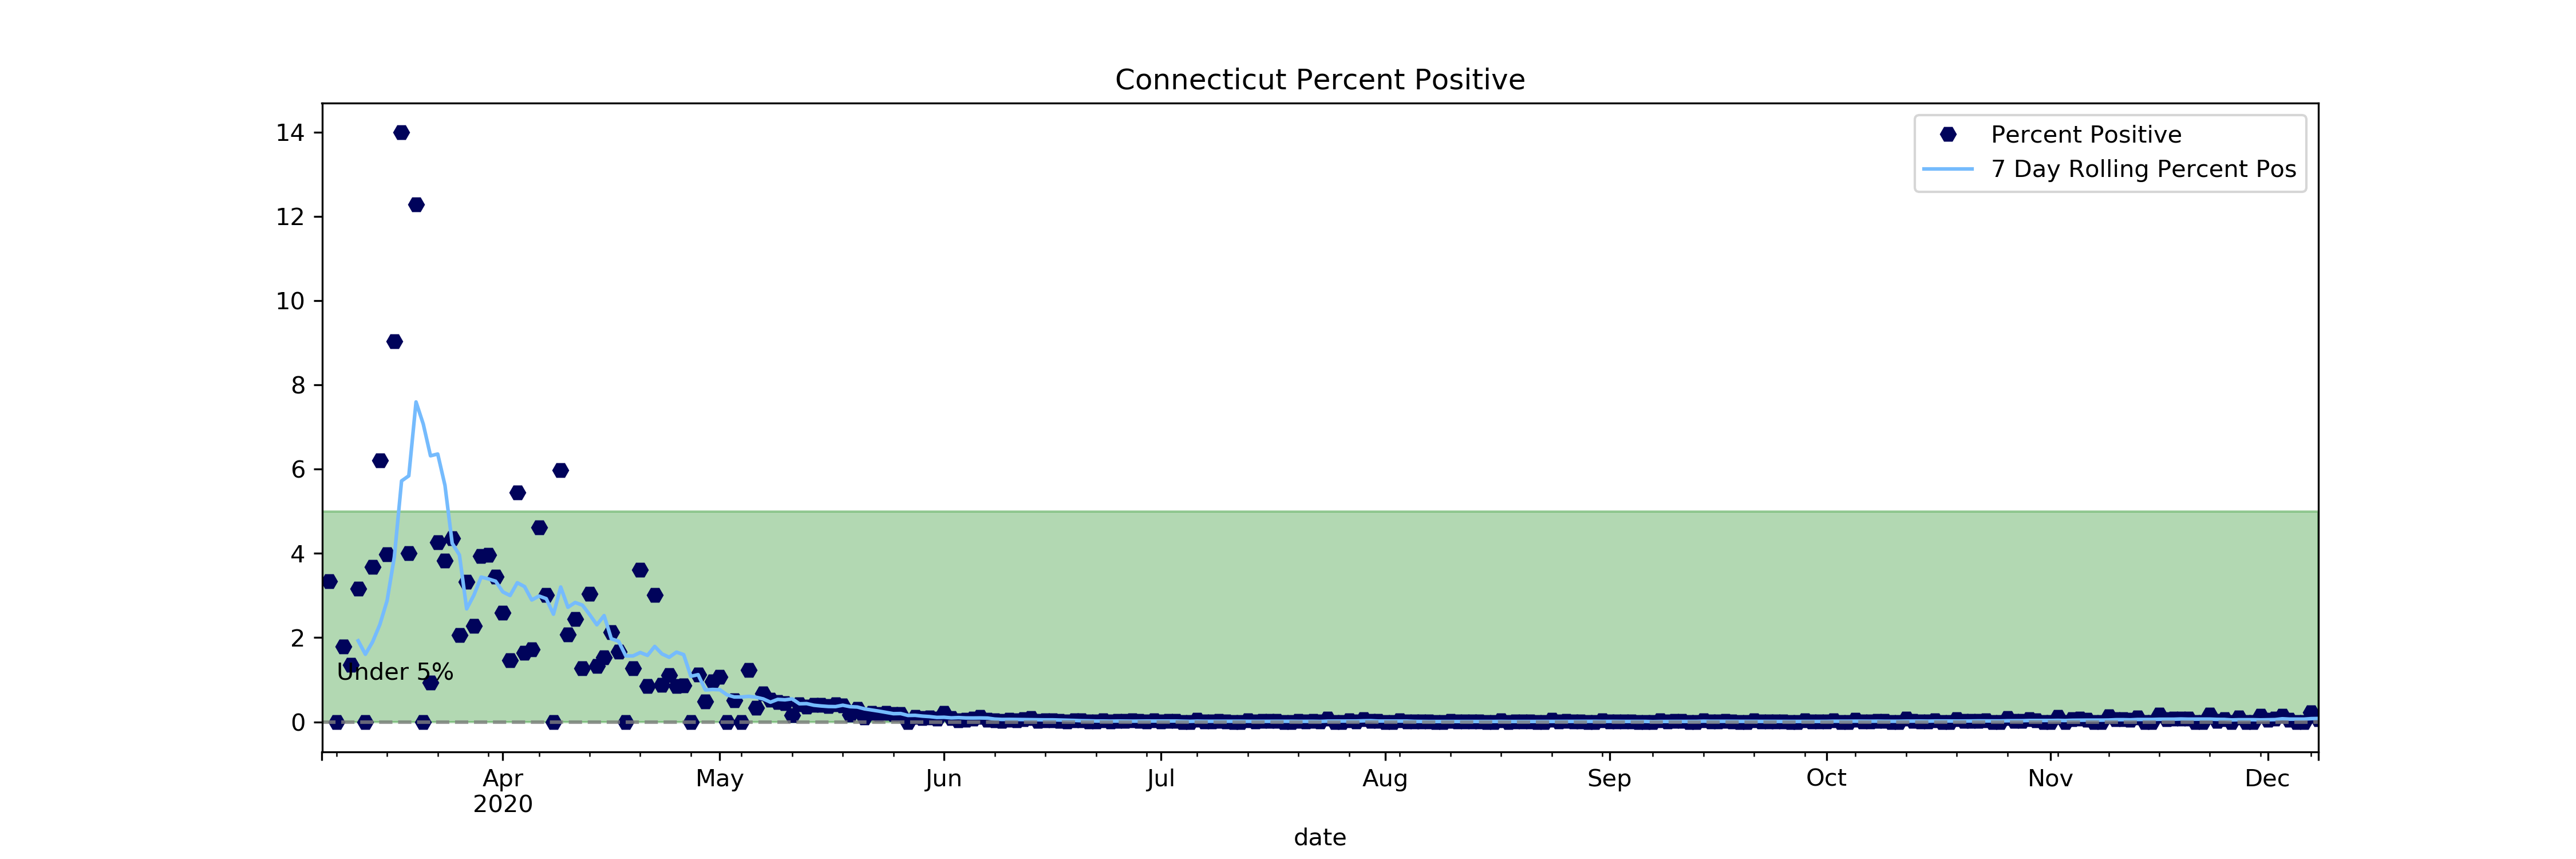 Connecticut Percent Positive
14
12
10
8
6
4
2
0
Percent Positive
7 Day Rolling Percent Pos
Under 5%
Apr
2020
May
Jun
Jul
Aug
Sep
Oct
Nov
Dec
date